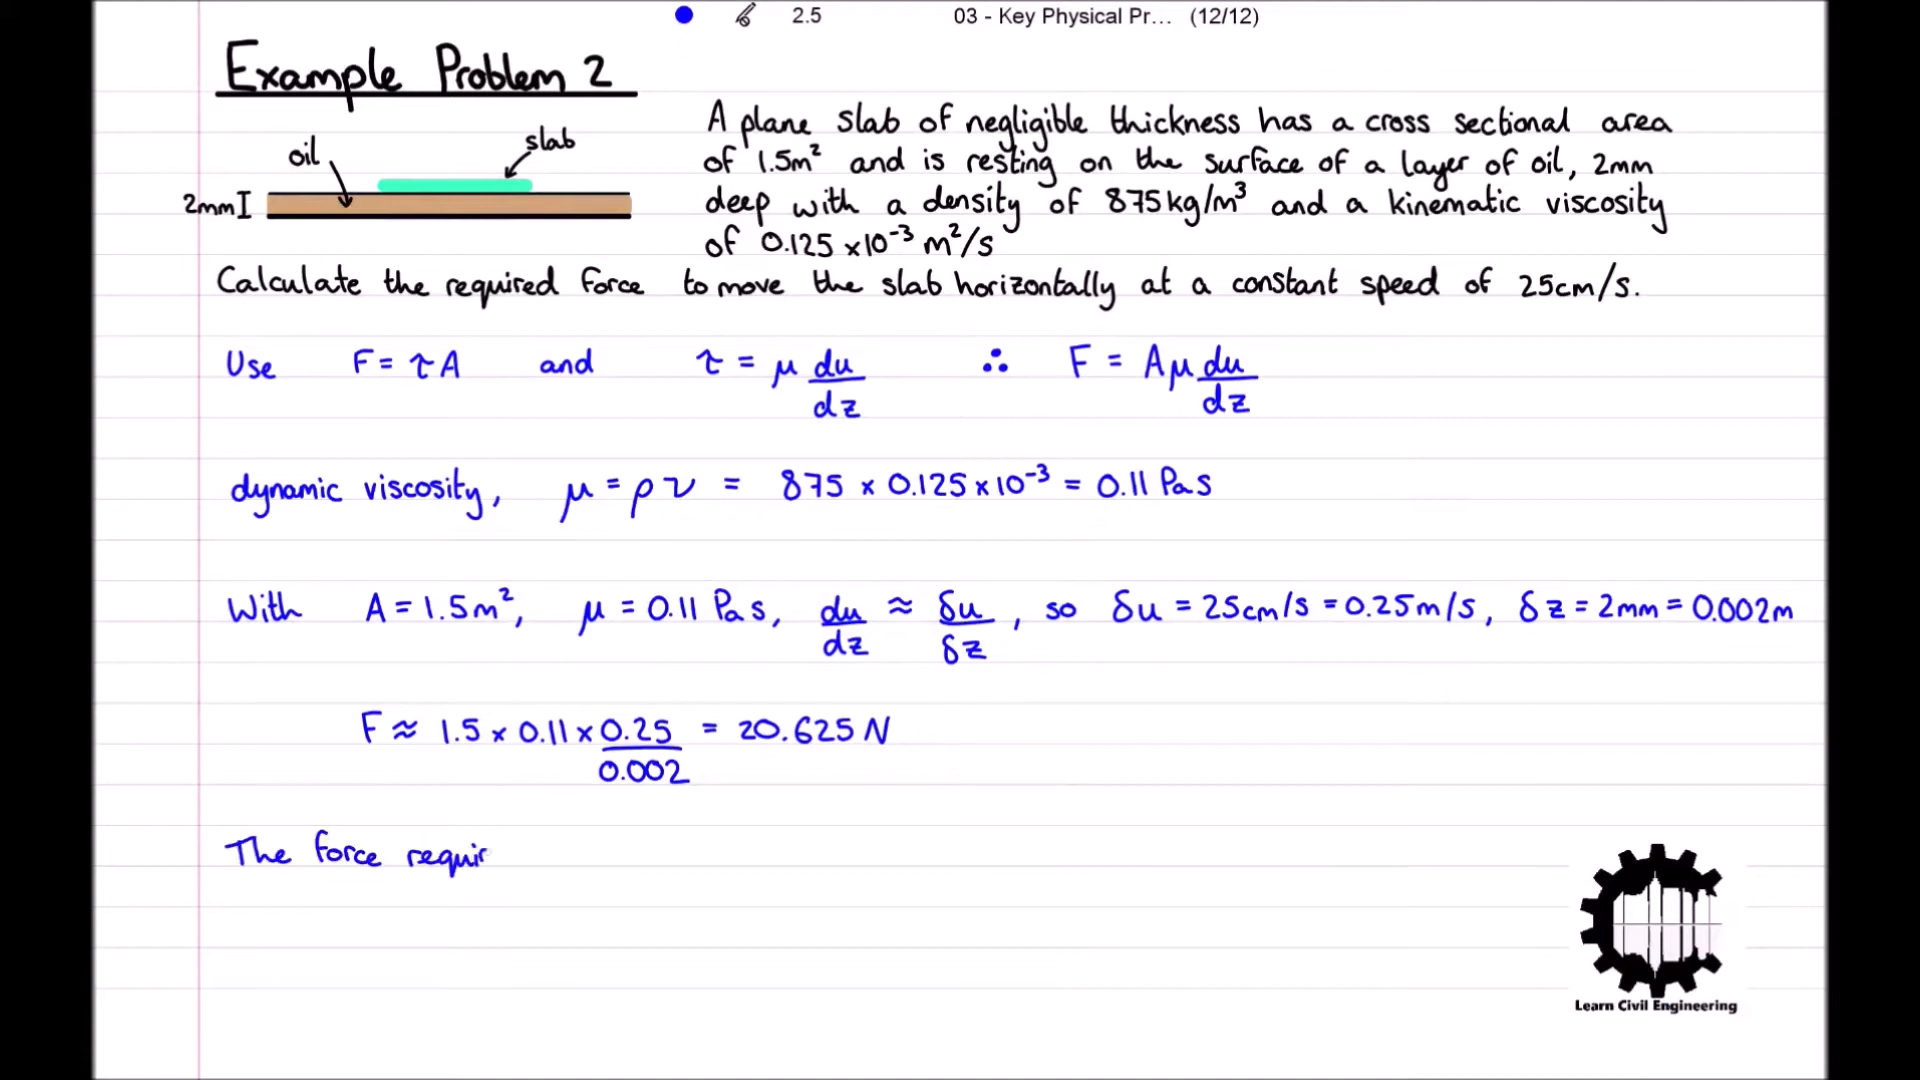 2.5 03 - Key Physical Pr… (12/12)
Example Problem 2
oil
slab
2mm
A plane slab of negligible thickness has a cross sectional area
of 1.5m² and is resting on the surface of a layer of oil, 2mm
deep with a density of 875kg/m³ and a kinematic viscosity
of 0.125 ×10⁻³ m²/s
Calculate the required force to move the slab horizontally at a constant speed of 25cm/s.
Use F = τA and τ = μ du/dz ∴ F = Aμ du/dz
dynamic viscosity, μ = ρν = 875 × 0.125 × 10⁻³ = 0.11 Pa s
With A = 1.5m², μ = 0.11 Pa s, du/dz ≈ δu/δz, so δu = 25cm/s = 0.25m/s, δz = 2mm = 0.002m
F ≈ 1.5 × 0.11 × 0.25/0.002 = 20.625 N
The force requir
Learn Civil Engineering